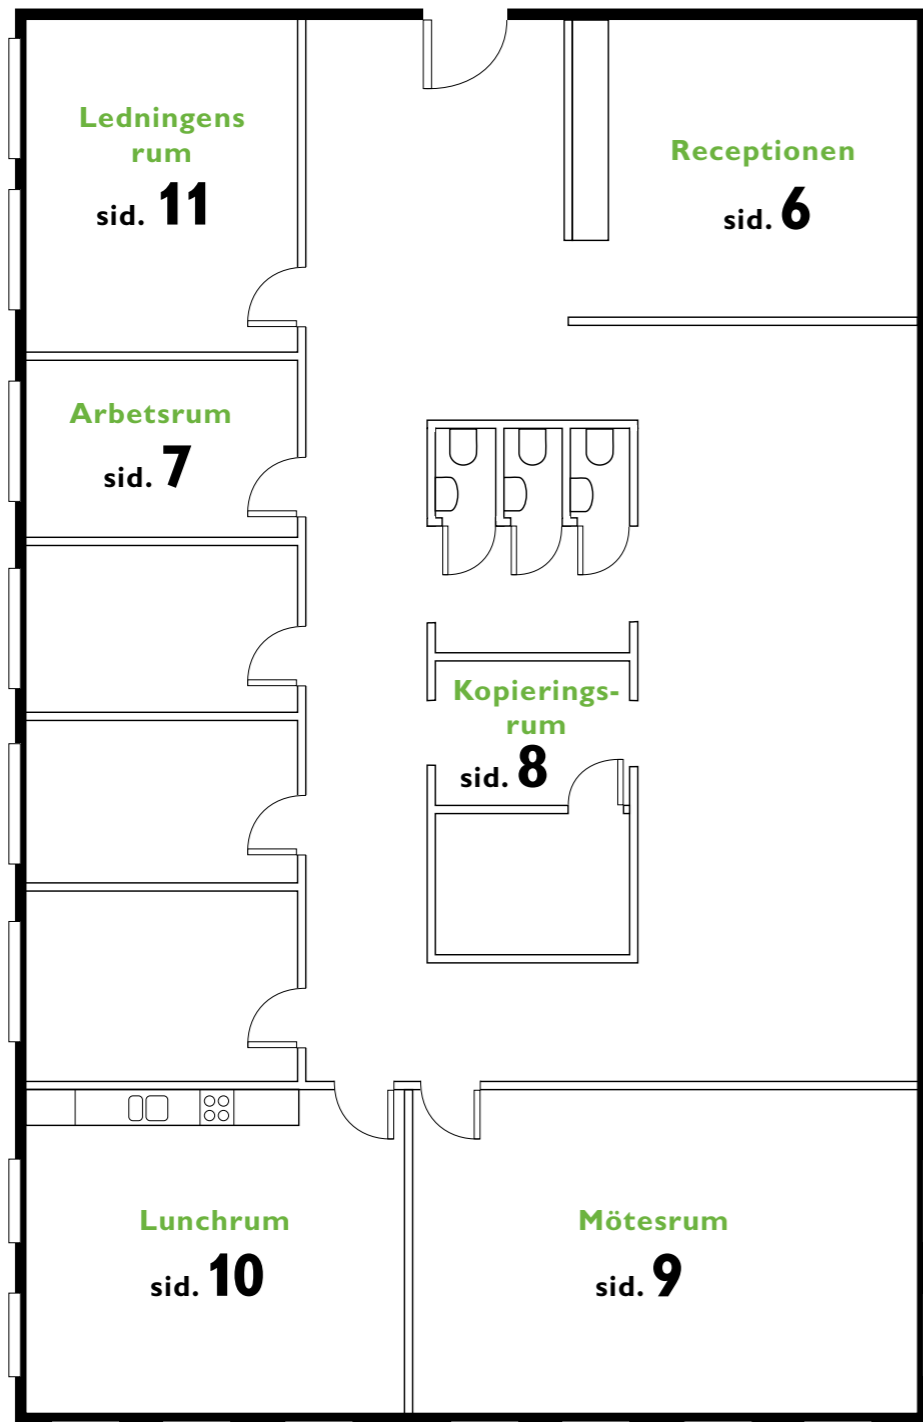 Ledningens
rum
sid. 11
Receptionen
sid. 6
Arbetsrum
sid. 7
Kopierings-
rum
sid. 8
Lunchrum
sid. 10
Mötesrum
sid. 9